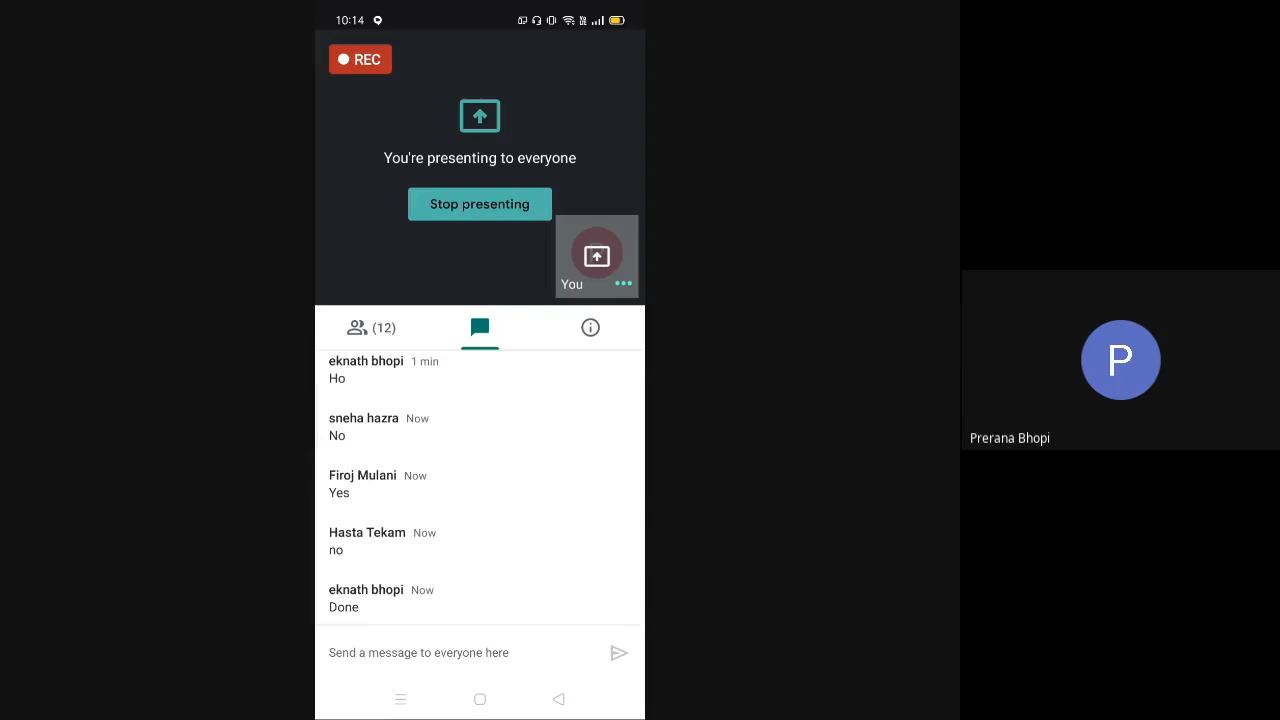 10:14
REC
You're presenting to everyone
Stop presenting
You
(12)
eknath bhopi 1 min
Ho
sneha hazra Now
No
Firoj Mulani Now
Yes
Hasta Tekam Now
no
eknath bhopi Now
Done
Send a message to everyone here
P
Prerana Bhopi